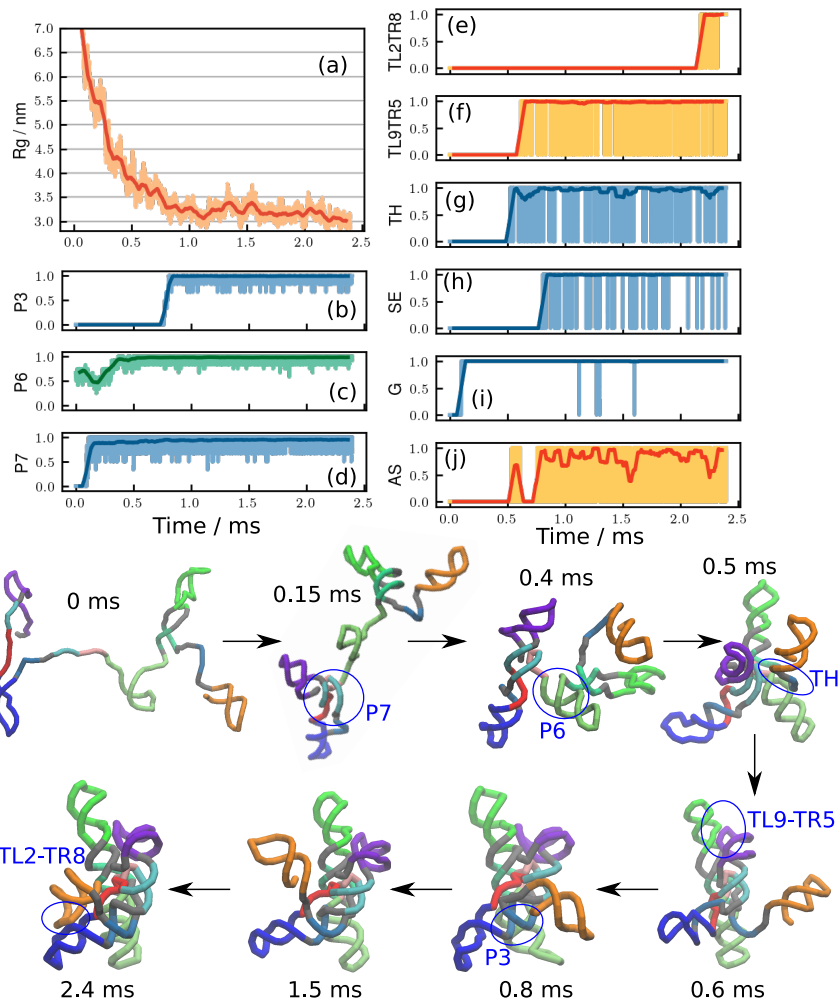 7.0
6.5
6.0
5.5
5.0
4.5
4.0
3.5
3.0
Rg / nm
(a)
0.0 0.5 1.0 1.5 2.0 2.5
1.0
0.5
0.0
P3
(b)
1.0
0.5
0.0
P6
(c)
1.0
0.5
0.0
P7
(d)
0.0 0.5 1.0 1.5 2.0 2.5
Time / ms
1.0
0.5
0.0
TL2TR8
(e)
1.0
0.5
0.0
TL9TR5
(f)
1.0
0.5
0.0
TH
(g)
1.0
0.5
0.0
SE
(h)
1.0
0.5
0.0
G
(i)
1.0
0.5
0.0
AS
(j)
0.0 0.5 1.0 1.5 2.0 2.5
Time / ms
0 ms
0.15 ms
P7
0.4 ms
P6
0.5 ms
TH
TL9-TR5
0.6 ms
P3
0.8 ms
1.5 ms
TL2-TR8
2.4 ms